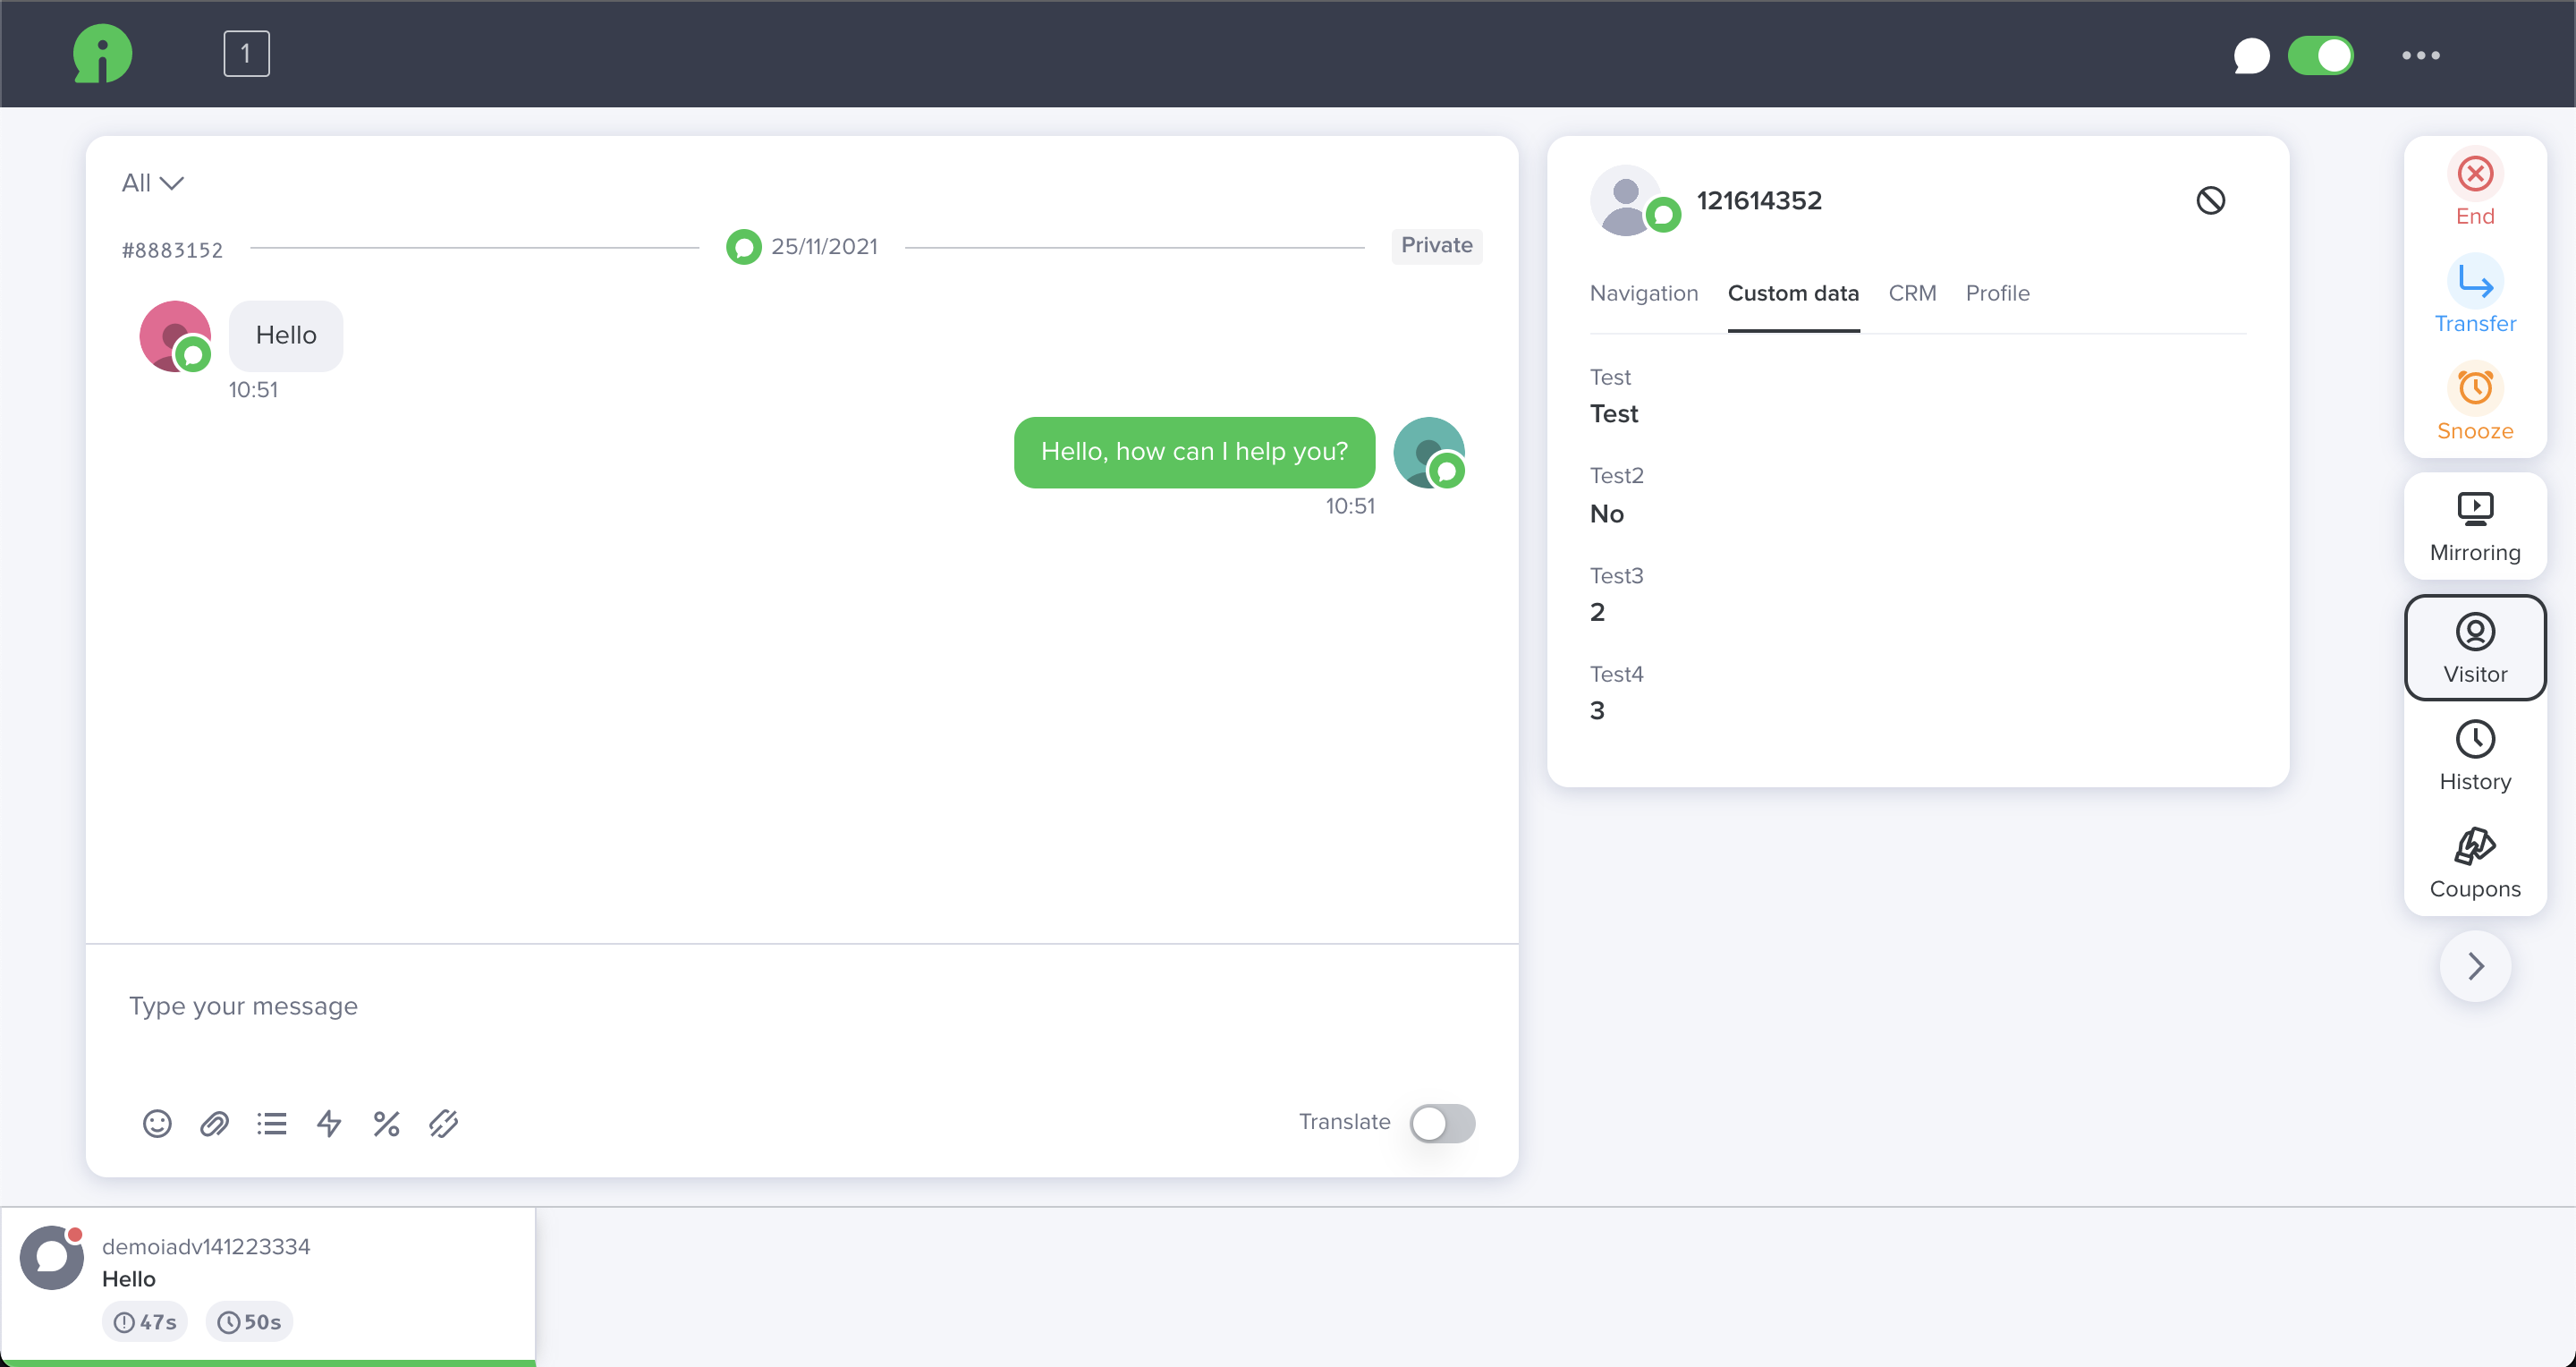 1
All
#8883152
25/11/2021
Private
Hello
10:51
Hello, how can I help you?
10:51
Type your message
Translate
121614352
Navigation Custom data CRM Profile
Test
Test
Test2
No
Test3
2
Test4
3
End
Transfer
Snooze
Mirroring
Visitor
History
Coupons
demoiadv141223334
Hello
47s 50s